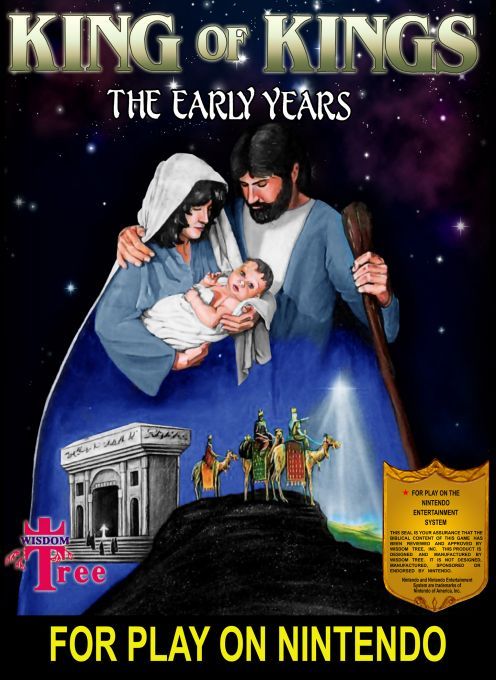 KING OF KINGS
THE EARLY YEARS
★ FOR PLAY ON THE
NINTENDO
ENTERTAINMENT
SYSTEM
THIS SEAL IS YOUR ASSURANCE THAT THE
BIBLICAL CONTENT OF THIS GAME HAS
BEEN REVIEWED AND APPROVED BY
WISDOM TREE, INC. THIS PRODUCT IS
DESIGNED AND MANUFACTURED BY
WISDOM TREE. IT IS NOT DESIGNED,
MANUFACTURED, SPONSORED OR
ENDORSED BY NINTENDO.
Nintendo and Nintendo Entertainment
System are trademarks of
Nintendo of America, Inc.
WISDOM
Tree
FOR PLAY ON NINTENDO